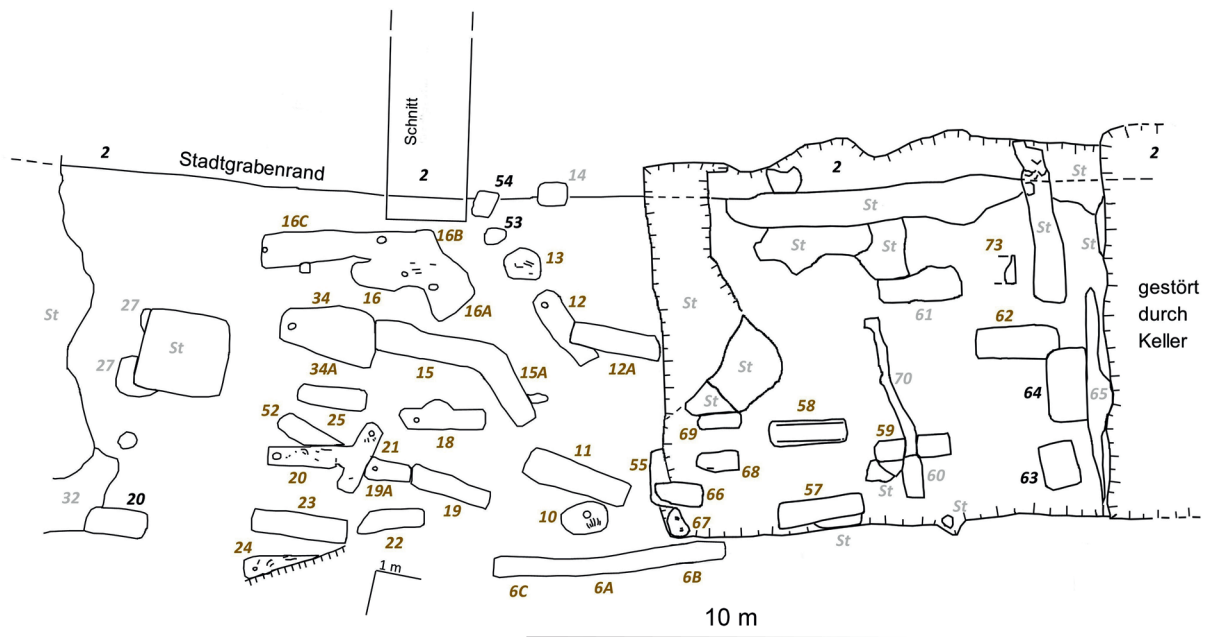 Schnitt
2
Stadtgrabenrand
2
54
14
2
St
2
16C
16B
53
St
13
73
St
St
St
St
16
16A
12
27
34
St
St
61
62
gestört
durch
Keller
St
34A
15
15A
12A
27
St
70
64
65
25
St
52
18
69
58
21
11
59
20
19A
55
68
60
63
32
20
23
19
66
St
10
57
67
St
24
22
St
1 m
6C
6A
6B
10 m